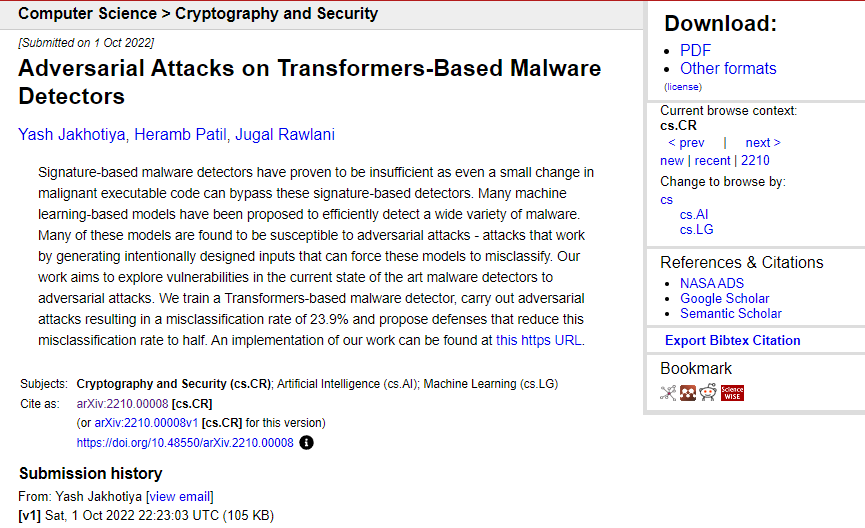 Computer Science > Cryptography and Security
[Submitted on 1 Oct 2022]
Adversarial Attacks on Transformers-Based Malware
Detectors
Yash Jakhotiya, Heramb Patil, Jugal Rawlani
Signature-based malware detectors have proven to be insufficient as even a small change in
malignant executable code can bypass these signature-based detectors. Many machine
learning-based models have been proposed to efficiently detect a wide variety of malware.
Many of these models are found to be susceptible to adversarial attacks - attacks that work
by generating intentionally designed inputs that can force these models to misclassify. Our
work aims to explore vulnerabilities in the current state of the art malware detectors to
adversarial attacks. We train a Transformers-based malware detector, carry out adversarial
attacks resulting in a misclassification rate of 23.9% and propose defenses that reduce this
misclassification rate to half. An implementation of our work can be found at this https URL.
Subjects: Cryptography and Security (cs.CR); Artificial Intelligence (cs.AI); Machine Learning (cs.LG)
Cite as: arXiv:2210.00008 [cs.CR]
(or arXiv:2210.00008v1 [cs.CR] for this version)
https://doi.org/10.48550/arXiv.2210.00008
Submission history
From: Yash Jakhotiya [view email]
[v1] Sat, 1 Oct 2022 22:23:03 UTC (105 KB)
Download:
PDF
Other formats
(license)
Current browse context:
cs.CR
< prev | next >
new | recent | 2210
Change to browse by:
cs
cs.AI
cs.LG
References & Citations
NASA ADS
Google Scholar
Semantic Scholar
Export Bibtex Citation
Bookmark
Science
WISE